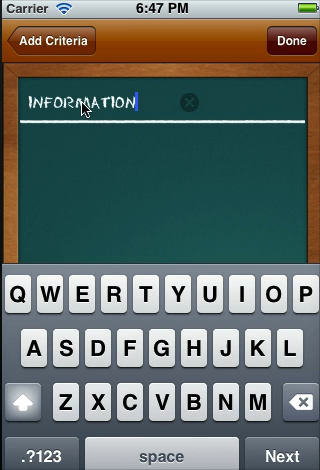 Carrier 6:47 PM
Add Criteria Done
INFORMATION
Q W E R T Y U I O P
A S D F G H J K L
Z X C V B N M
.?123 space Next